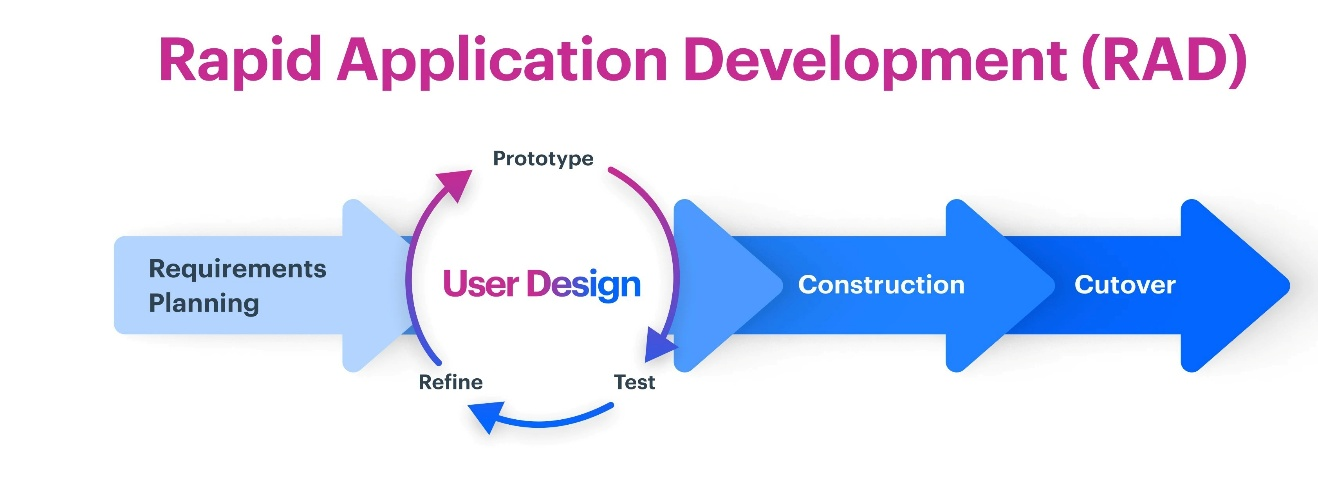 Rapid Application Development (RAD)
Prototype
Requirements
Planning
User Design
Construction
Cutover
Refine
Test